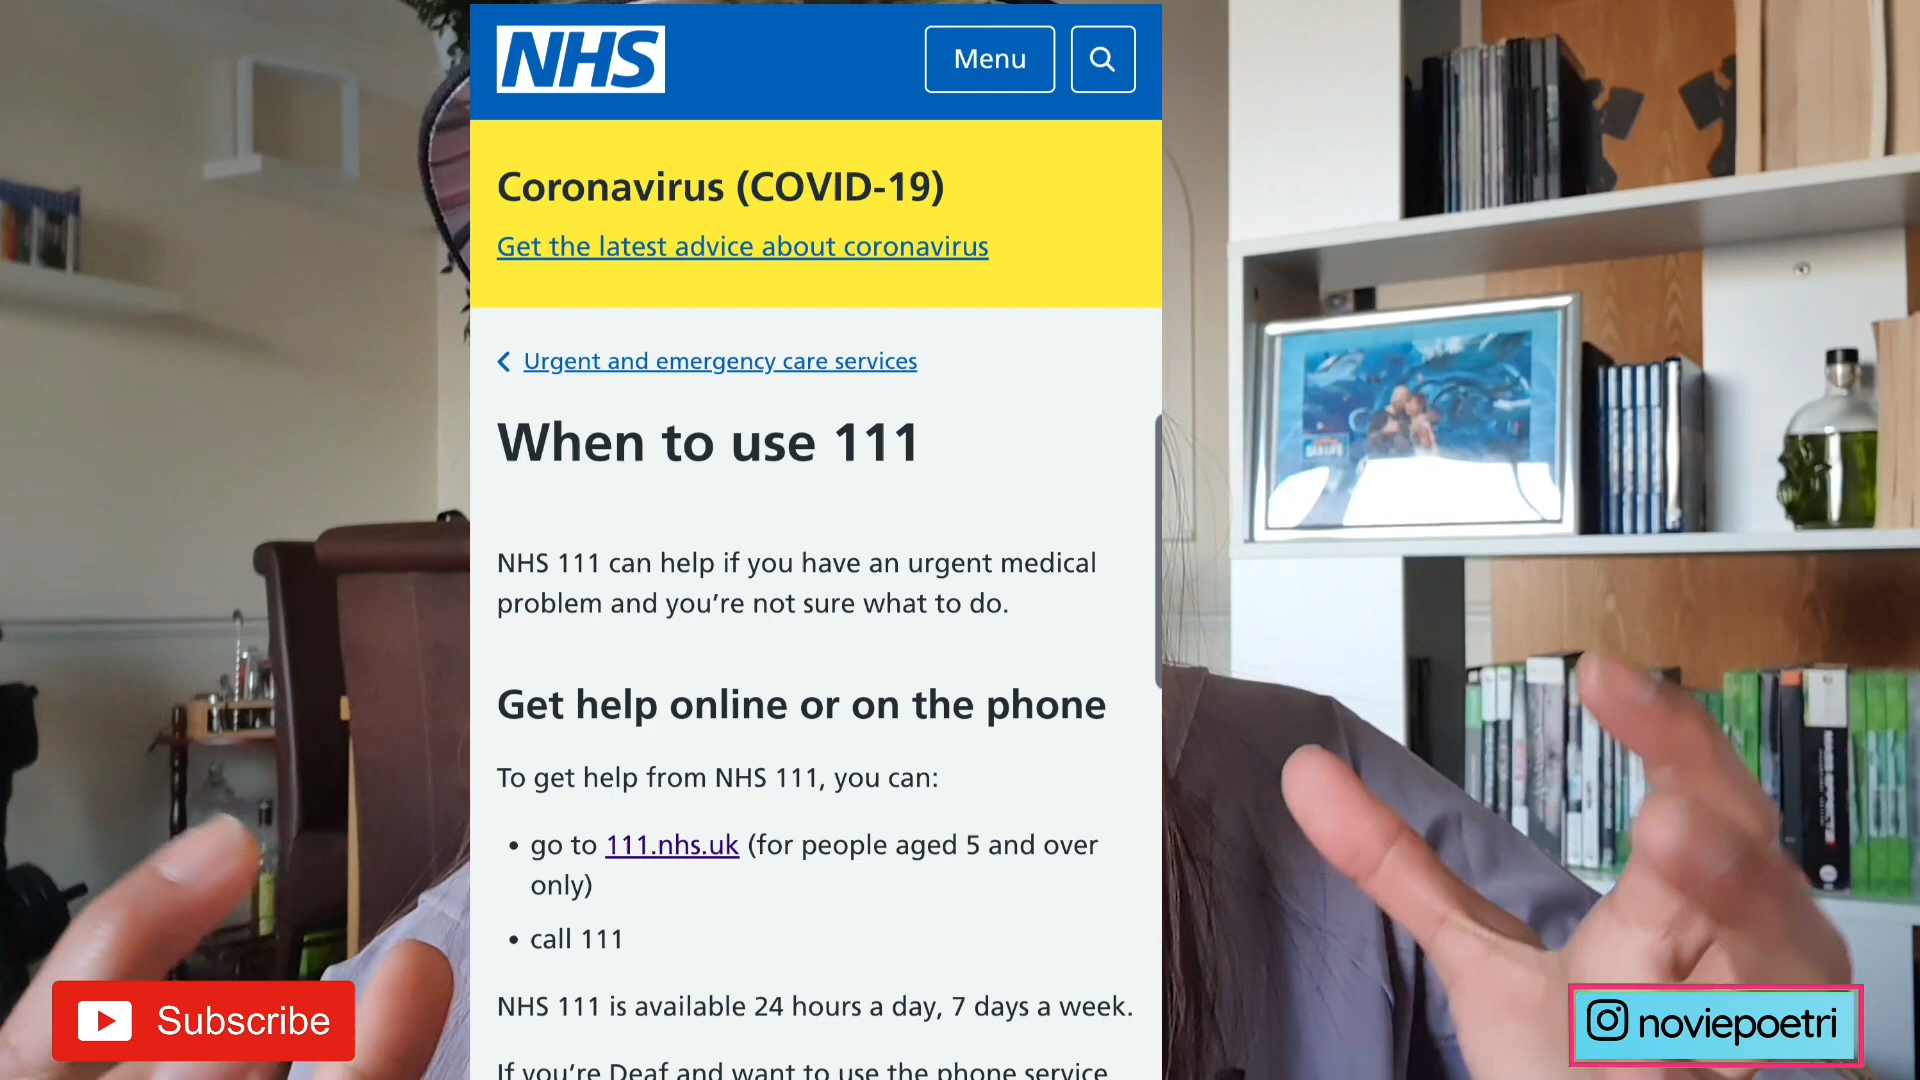 NHS
Menu
Coronavirus (COVID-19)
Get the latest advice about coronavirus
Urgent and emergency care services
When to use 111
NHS 111 can help if you have an urgent medical
problem and you’re not sure what to do.
Get help online or on the phone
To get help from NHS 111, you can:
• go to 111.nhs.uk (for people aged 5 and over
only)
• call 111
NHS 111 is available 24 hours a day, 7 days a week.
If you’re Deaf and want to use the phone service,
Subscribe
noviepoetri